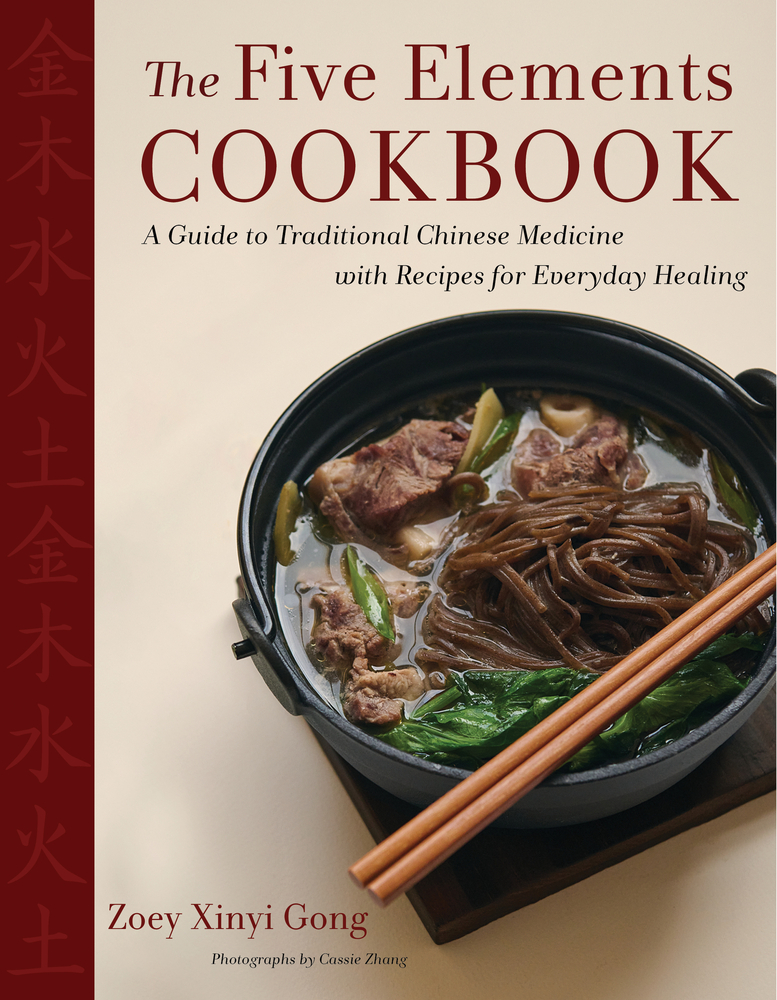 金
木
水
火
土
金
木
水
火
土
The Five Elements
COOKBOOK
A Guide to Traditional Chinese Medicine
with Recipes for Everyday Healing
Zoey Xinyi Gong
Photographs by Cassie Zhang